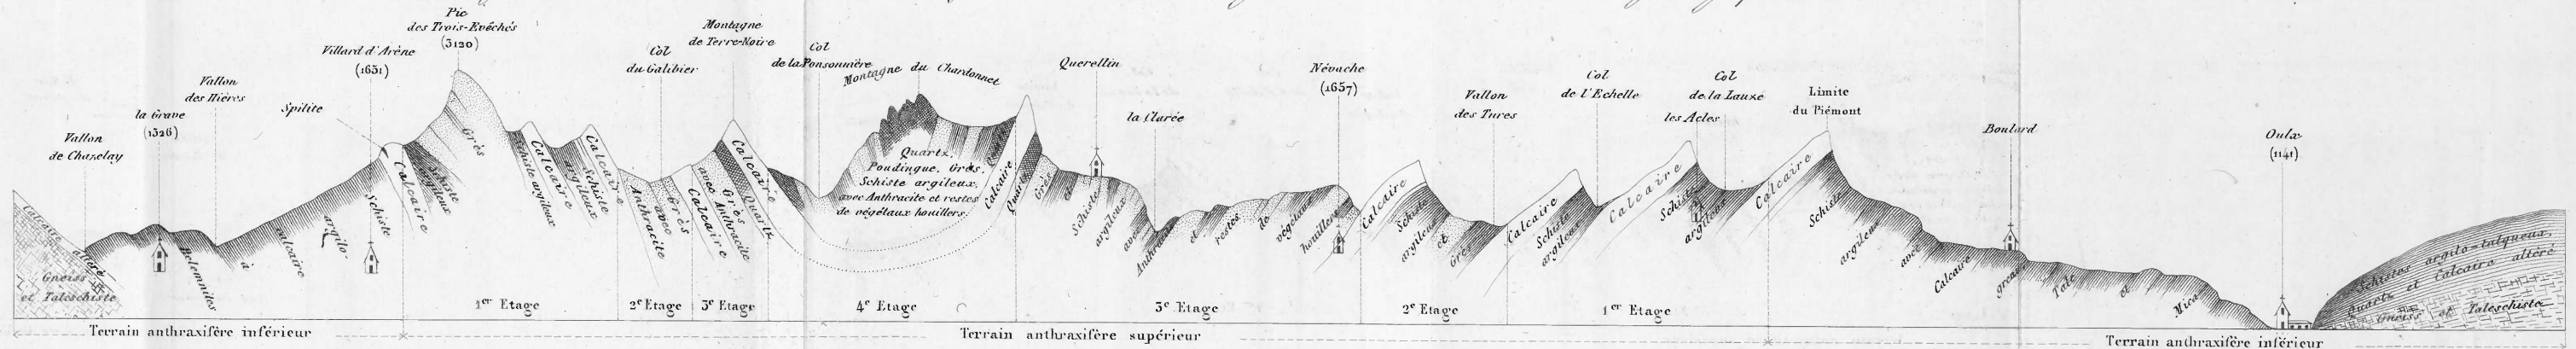 Vallon
de Chazelay
la Grave
(1526)
Vallon
des Hières
Spilite
Villard d'Arène
(1651)
Pic
des Trois-Evêchés
(3120)
Col
du Galibier
Montagne
de Terre-Noire
Col
de la Ponsonnière
Montagne du Chardonnet
Querellin
la Clarée
Névache
(1657)
Vallon
des Tures
Col
de l'Echelle
Col
de la Lauze
les Acles
Limite
du Piémont
Boulard
Oulx
(1141)
Calcaire altéré
Gneiss
et Talcschiste
Belemnites
à
calcaire
argilo-
Schiste
Calcaire
Schiste
argileux
Grès
Schiste argileux
Calcaire
Schiste
argileux
Calcaire
Anthracite
avec
Grès
Calcaire
avec
Grès
Anthracite
Quartz
Calcaire
Quartz,
Poudingue, Grès,
Schiste argileux,
avec Anthracite et restes
de végétaux houillers.
Calcaire
Quartz
Grès
et
Schiste
argileux
avec
Anthracite
et
restes
de
végétaux
houillers
Calcaire
Schiste
argileux
et
Grès
Calcaire
Schiste
argileux
Calcaire
Schiste
argileux
Calcaire
Schiste
argileux
avec
Calcaire
grenu
Talc
et
Mica
Schistes argilo-talqueux,
Quartz et Calcaire altéré
Gneiss et Talcschiste
1er Etage
2e Etage
3e Etage
4e Etage
3e Etage
2e Etage
1er Etage
Terrain anthraxifère inférieur
Terrain anthraxifère supérieur
Terrain anthraxifère inférieur